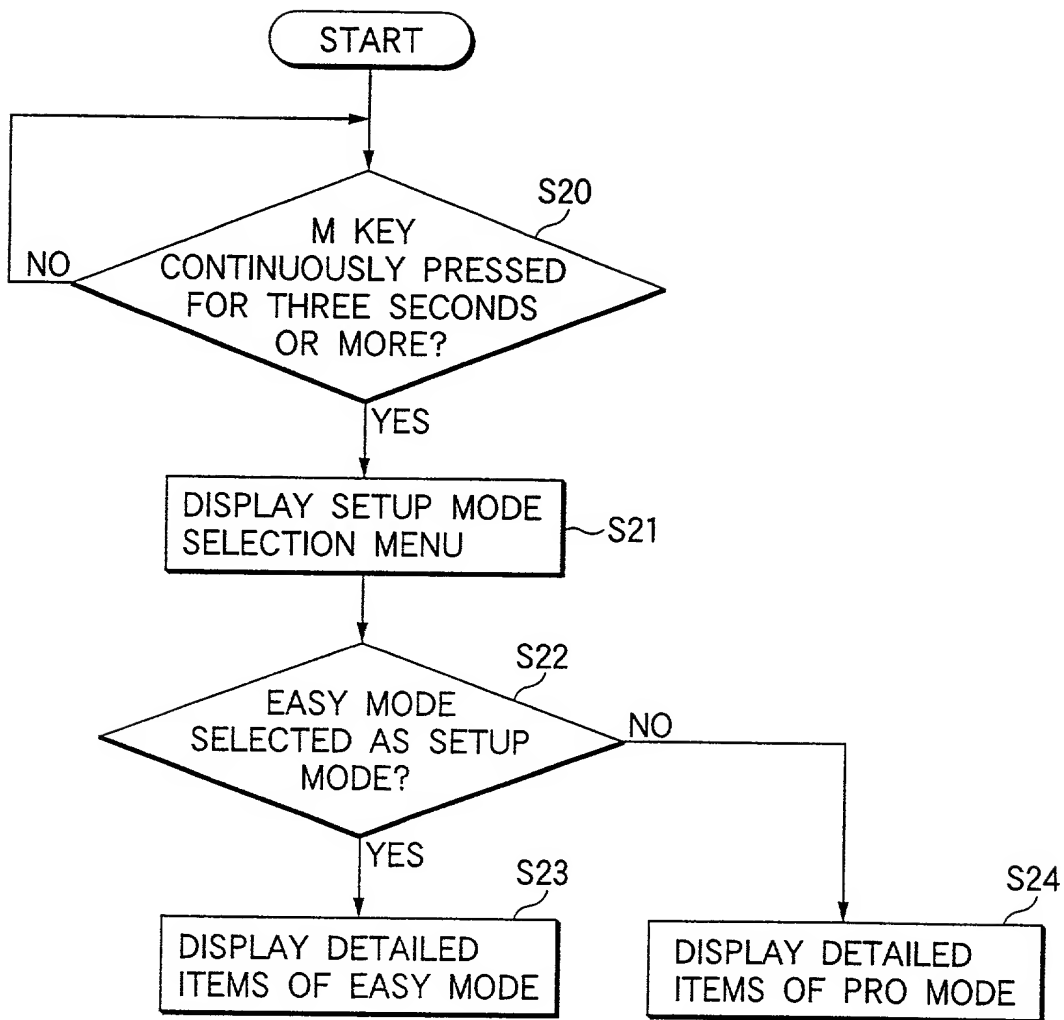 START
S20
M KEY
CONTINUOUSLY PRESSED
FOR THREE SECONDS
OR MORE?
NO
YES
DISPLAY SETUP MODE
SELECTION MENU
S21
S22
EASY MODE
SELECTED AS SETUP
MODE?
NO
YES
S23
DISPLAY DETAILED
ITEMS OF EASY MODE
S24
DISPLAY DETAILED
ITEMS OF PRO MODE